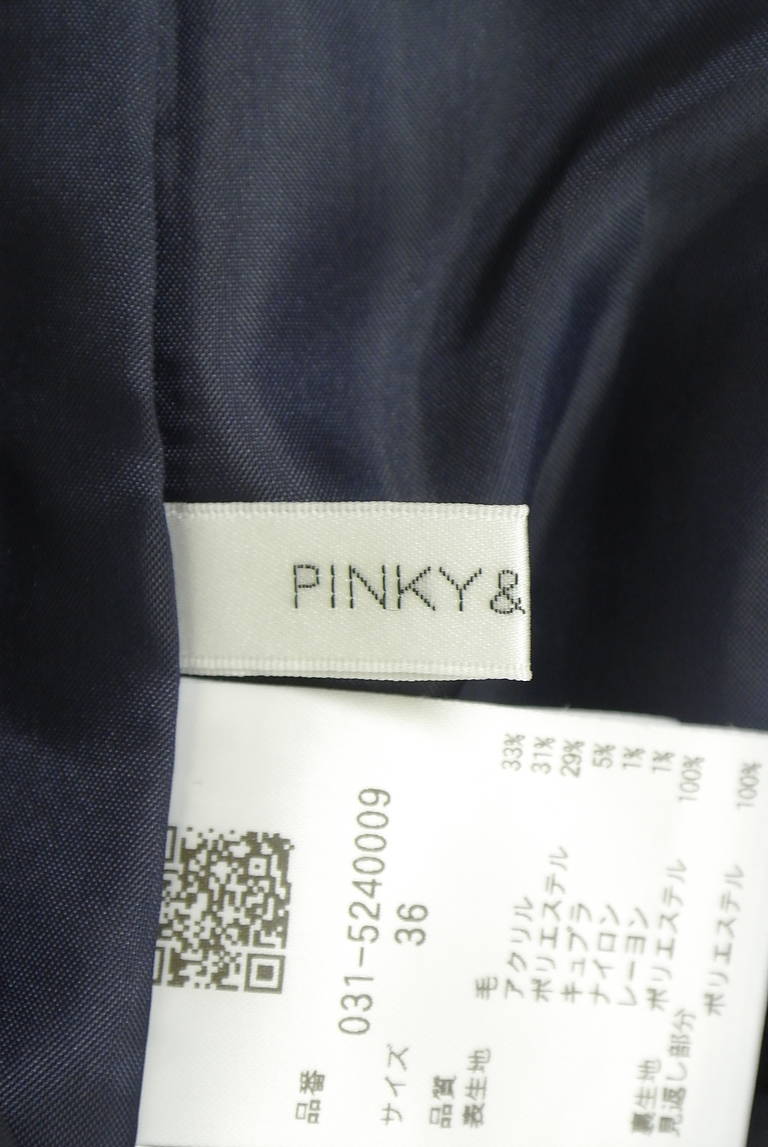 PINKY&
品番 031-5240009
サイズ 36
品質
表生地 毛 33%
アクリル 31%
ポリエステル 29%
キュプラ 5%
ナイロン 1%
レーヨン 1%
裏生地 ポリエステル 100%
見返し部分
ポリエステル 100%